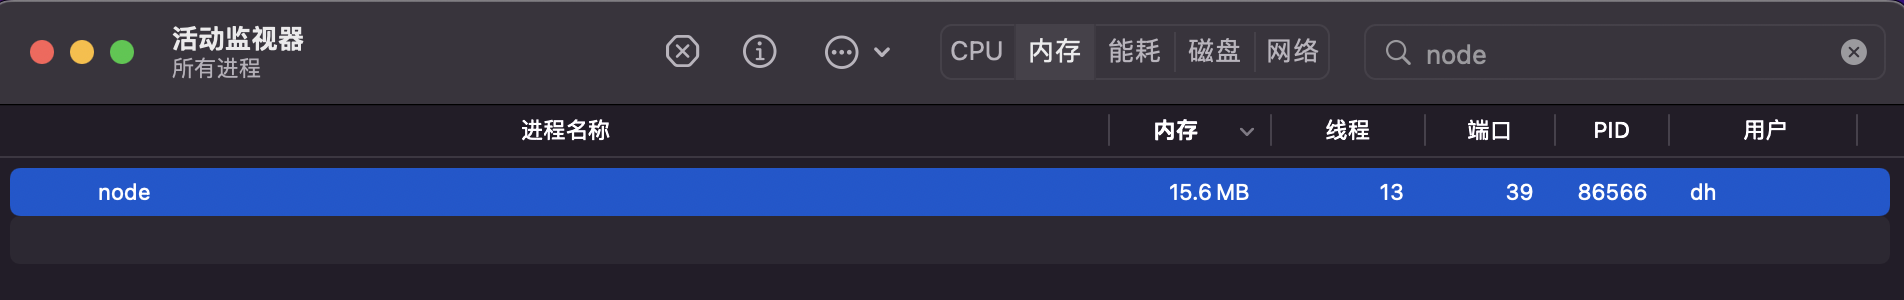 活动监视器
所有进程
CPU 内存 能耗 磁盘 网络
node
进程名称 内存 线程 端口 PID 用户
node 15.6 MB 13 39 86566 dh